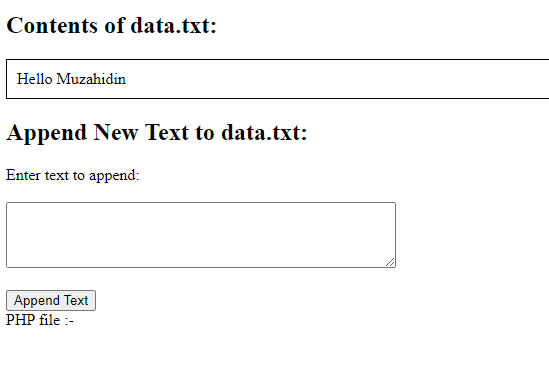 Contents of data.txt:
Hello Muzahidin
Append New Text to data.txt:
Enter text to append:
Append Text
PHP file :-